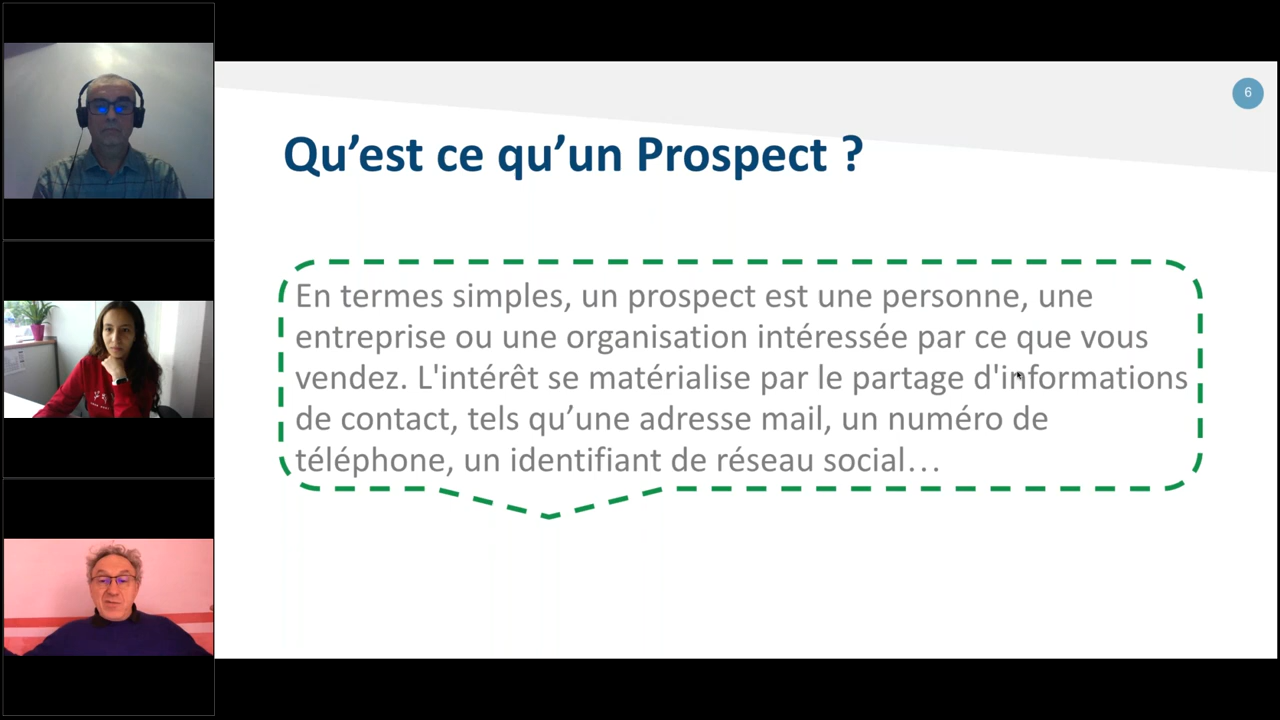 6
Qu’est ce qu’un Prospect ?
En termes simples, un prospect est une personne, une
entreprise ou une organisation intéressée par ce que vous
vendez. L'intérêt se matérialise par le partage d'informations
de contact, tels qu’une adresse mail, un numéro de
téléphone, un identifiant de réseau social…